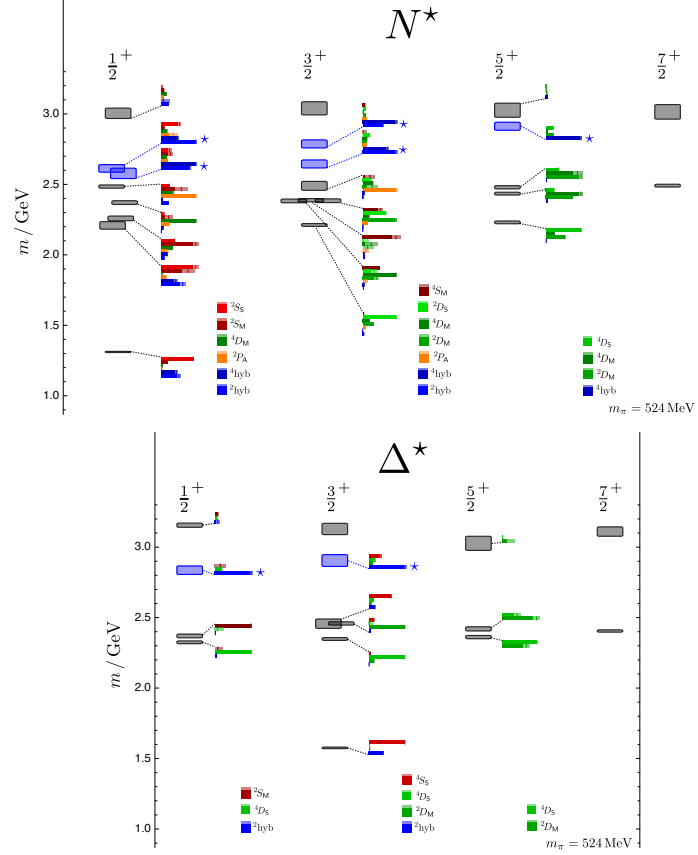 N⋆
1/2+ 3/2+ 5/2+ 7/2+
3.0
2.5
2.0
1.5
1.0
m / GeV
²S_S
²S_M
⁴D_M
²P_A
⁴hyb
²hyb
⁴S_M
²D_S
⁴D_M
²D_M
²P_A
⁴hyb
²hyb
⁴D_S
⁴D_M
²D_M
⁴hyb
m_π = 524 MeV
Δ⋆
1/2+ 3/2+ 5/2+ 7/2+
3.0
2.5
2.0
1.5
1.0
m / GeV
²S_M
⁴D_S
²hyb
⁴S_S
⁴D_S
²D_M
²hyb
⁴D_S
²D_M
m_π = 524 MeV